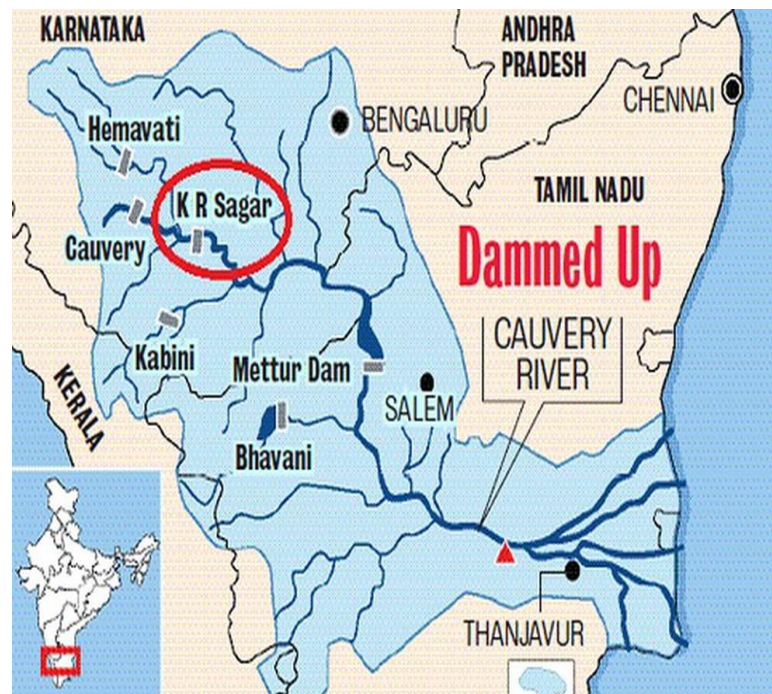 KARNATAKA
ANDHRA
PRADESH
CHENNAI
Hemavati
BENGALURU
K R Sagar
TAMIL NADU
Cauvery
Dammed Up
CAUVERY
RIVER
Kabini
Mettur Dam
KERALA
SALEM
Bhavani
THANJAVUR